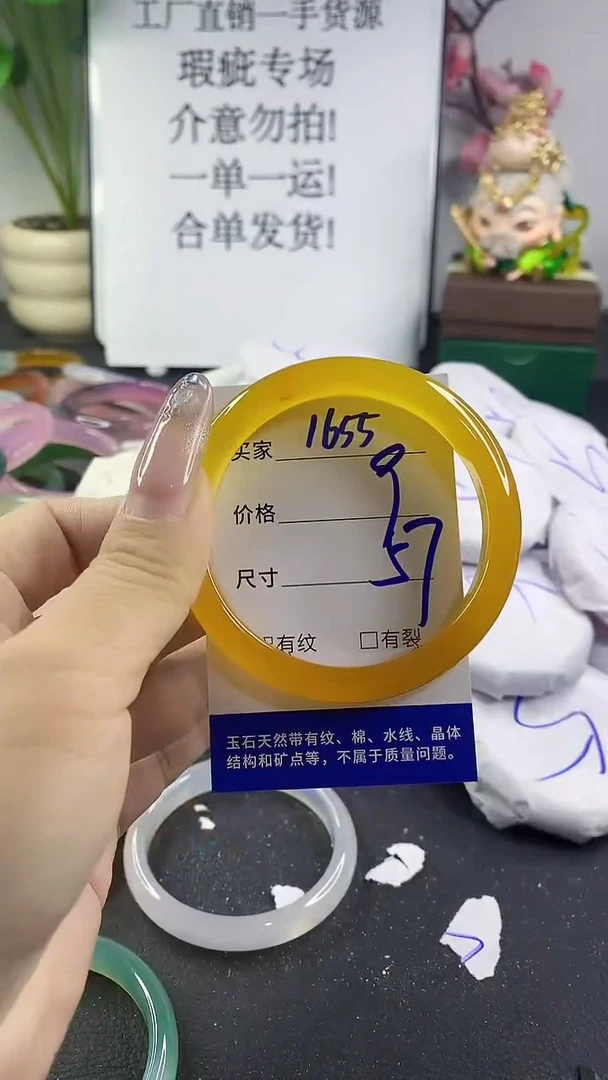 工厂直销一手货源
瑕疵专场
介意勿拍!
一单一运!
合单发货!
买家 1655
价格 9
尺寸 57
有纹 □有裂
玉石天然带有纹、棉、水线、晶体
结构和矿点等，不属于质量问题。